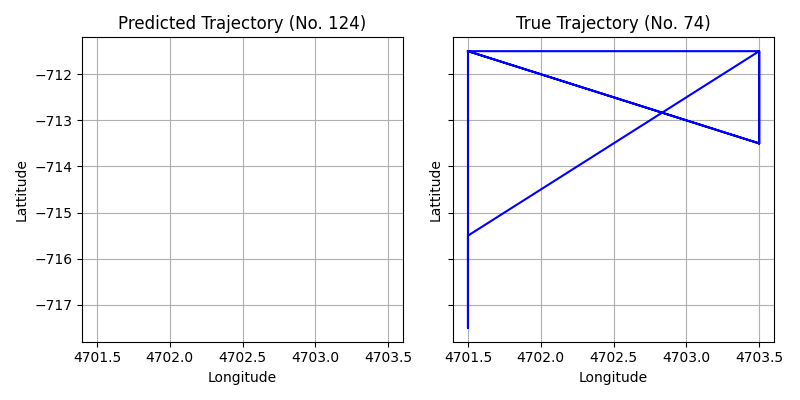 Predicted Trajectory (No. 124)
True Trajectory (No. 74)
Lattitude
−712
−713
−714
−715
−716
−717
4701.5 4702.0 4702.5 4703.0 4703.5
Longitude
Lattitude
4701.5 4702.0 4702.5 4703.0 4703.5
Longitude